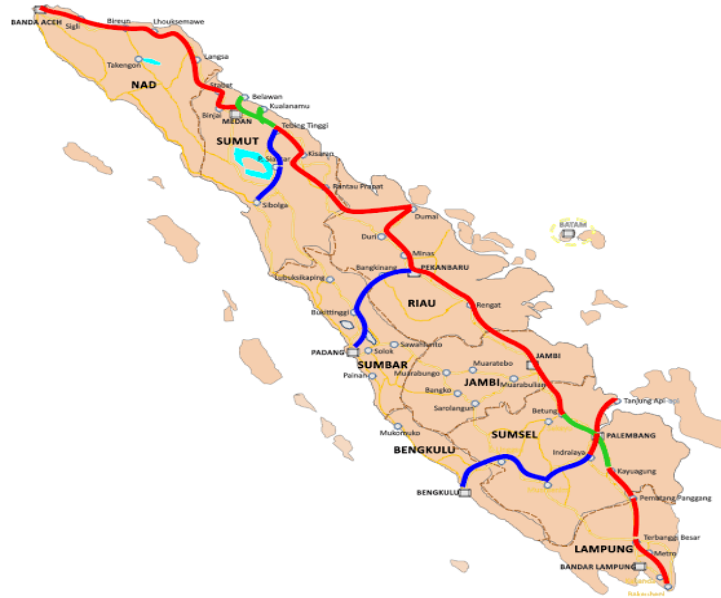 BANDA ACEH
Sigli
Bireun
Lhouksemawe
Takengon
Langsa
NAD
Belawan
Kualanamu
Binjai
MEDAN
Tebing Tinggi
SUMUT
Kisaran
Rantau Prapat
Sibolga
Dumai
Duri
Minas
BATAM
Bangkinang
PEKANBARU
Lubuksikaping
RIAU
Rengat
Bukittinggi
Sawahlunto
PADANG
Solok
SUMBAR
JAMBI
Muaratebo
Muarabungo
Painan
JAMBI
Muarabulian
Bangko
Sarolangun
Tanjung Api-api
Betung
Mukomuko
SUMSEL
PALEMBANG
BENGKULU
Indralaya
Kayuagung
BENGKULU
Pematang Panggang
Terbanggi Besar
LAMPUNG
Metro
BANDAR LAMPUNG